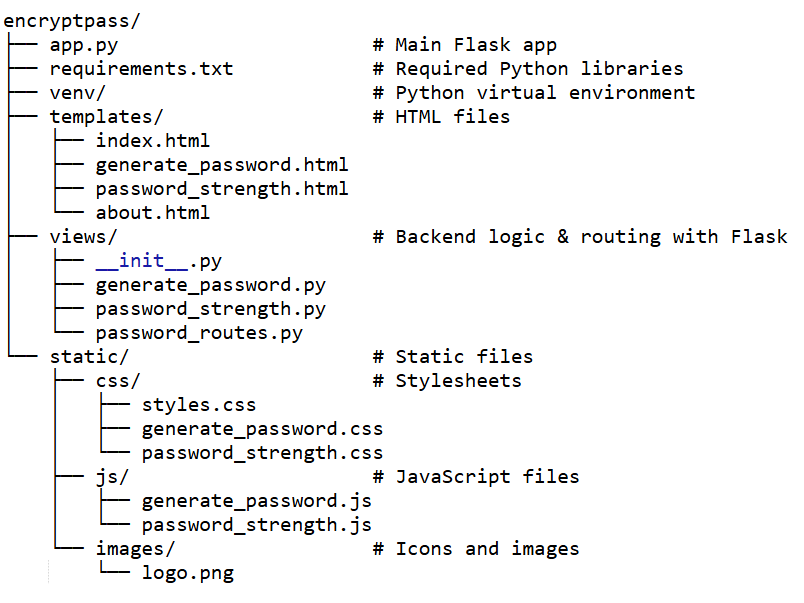 encryptpass/
├── app.py                      # Main Flask app
├── requirements.txt            # Required Python libraries
├── venv/                       # Python virtual environment
├── templates/                  # HTML files
│   ├── index.html
│   ├── generate_password.html
│   ├── password_strength.html
│   └── about.html
├── views/                      # Backend logic & routing with Flask
│   ├── __init__.py
│   ├── generate_password.py
│   ├── password_strength.py
│   └── password_routes.py
└── static/                     # Static files
    ├── css/                    # Stylesheets
    │   ├── styles.css
    │   ├── generate_password.css
    │   └── password_strength.css
    ├── js/                     # JavaScript files
    │   ├── generate_password.js
    │   └── password_strength.js
    └── images/                 # Icons and images
        └── logo.png